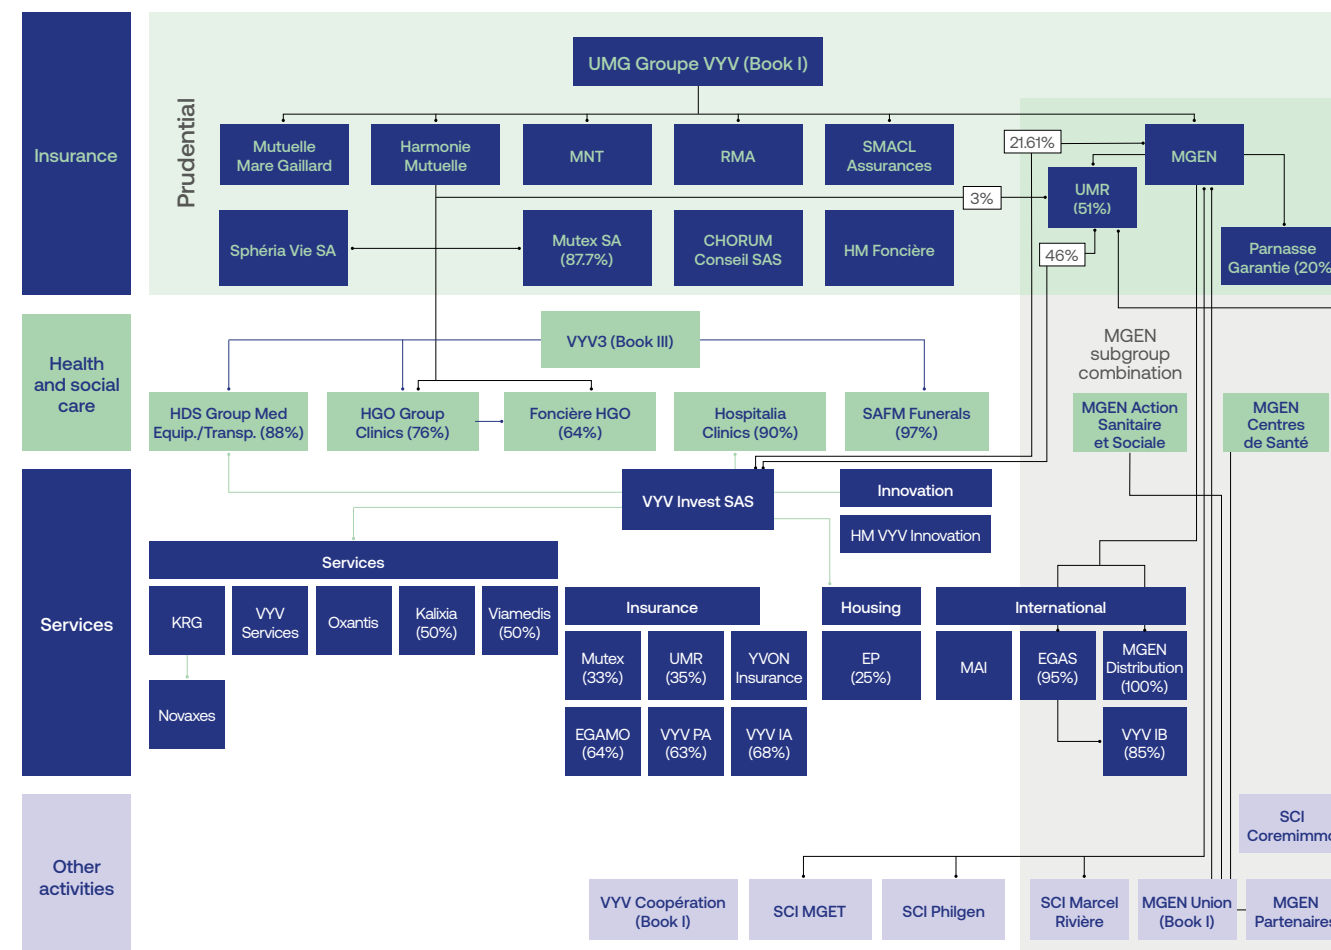 Insurance
Prudential
UMG Groupe VYV (Book I)
Mutuelle
Mare Gaillard
Harmonie
Mutuelle
MNT
RMA
SMACL
Assurances
21.61%
MGEN
3%
UMR
(51%)
Sphéria Vie SA
Mutex SA
(87.7%)
CHORUM
Conseil SAS
HM Foncière
46%
Parnasse
Garantie (20%
Health
and social
care
VYV3 (Book III)
MGEN
subgroup
combination
HDS Group Med
Equip./Transp. (88%)
HGO Group
Clinics (76%)
Foncière HGO
(64%)
Hospitalia
Clinics (90%)
SAFM Funerals
(97%)
MGEN Action
Sanitaire
et Sociale
MGEN
Centres
de Santé
Services
VYV Invest SAS
Innovation
HM VYV Innovation
Services
KRG
VYV
Services
Oxantis
Kalixia
(50%)
Viamedis
(50%)
Novaxes
Insurance
Mutex
(33%)
UMR
(35%)
YVON
Insurance
EGAMO
(64%)
VYV PA
(63%)
VYV IA
(68%)
Housing
EP
(25%)
International
MAI
EGAS
(95%)
MGEN
Distribution
(100%)
VYV IB
(85%)
Other
activities
SCI
Coremimmo
VYV Coopération
(Book I)
SCI MGET
SCI Philgen
SCI Marcel
Rivière
MGEN Union
(Book I)
MGEN
Partenaires